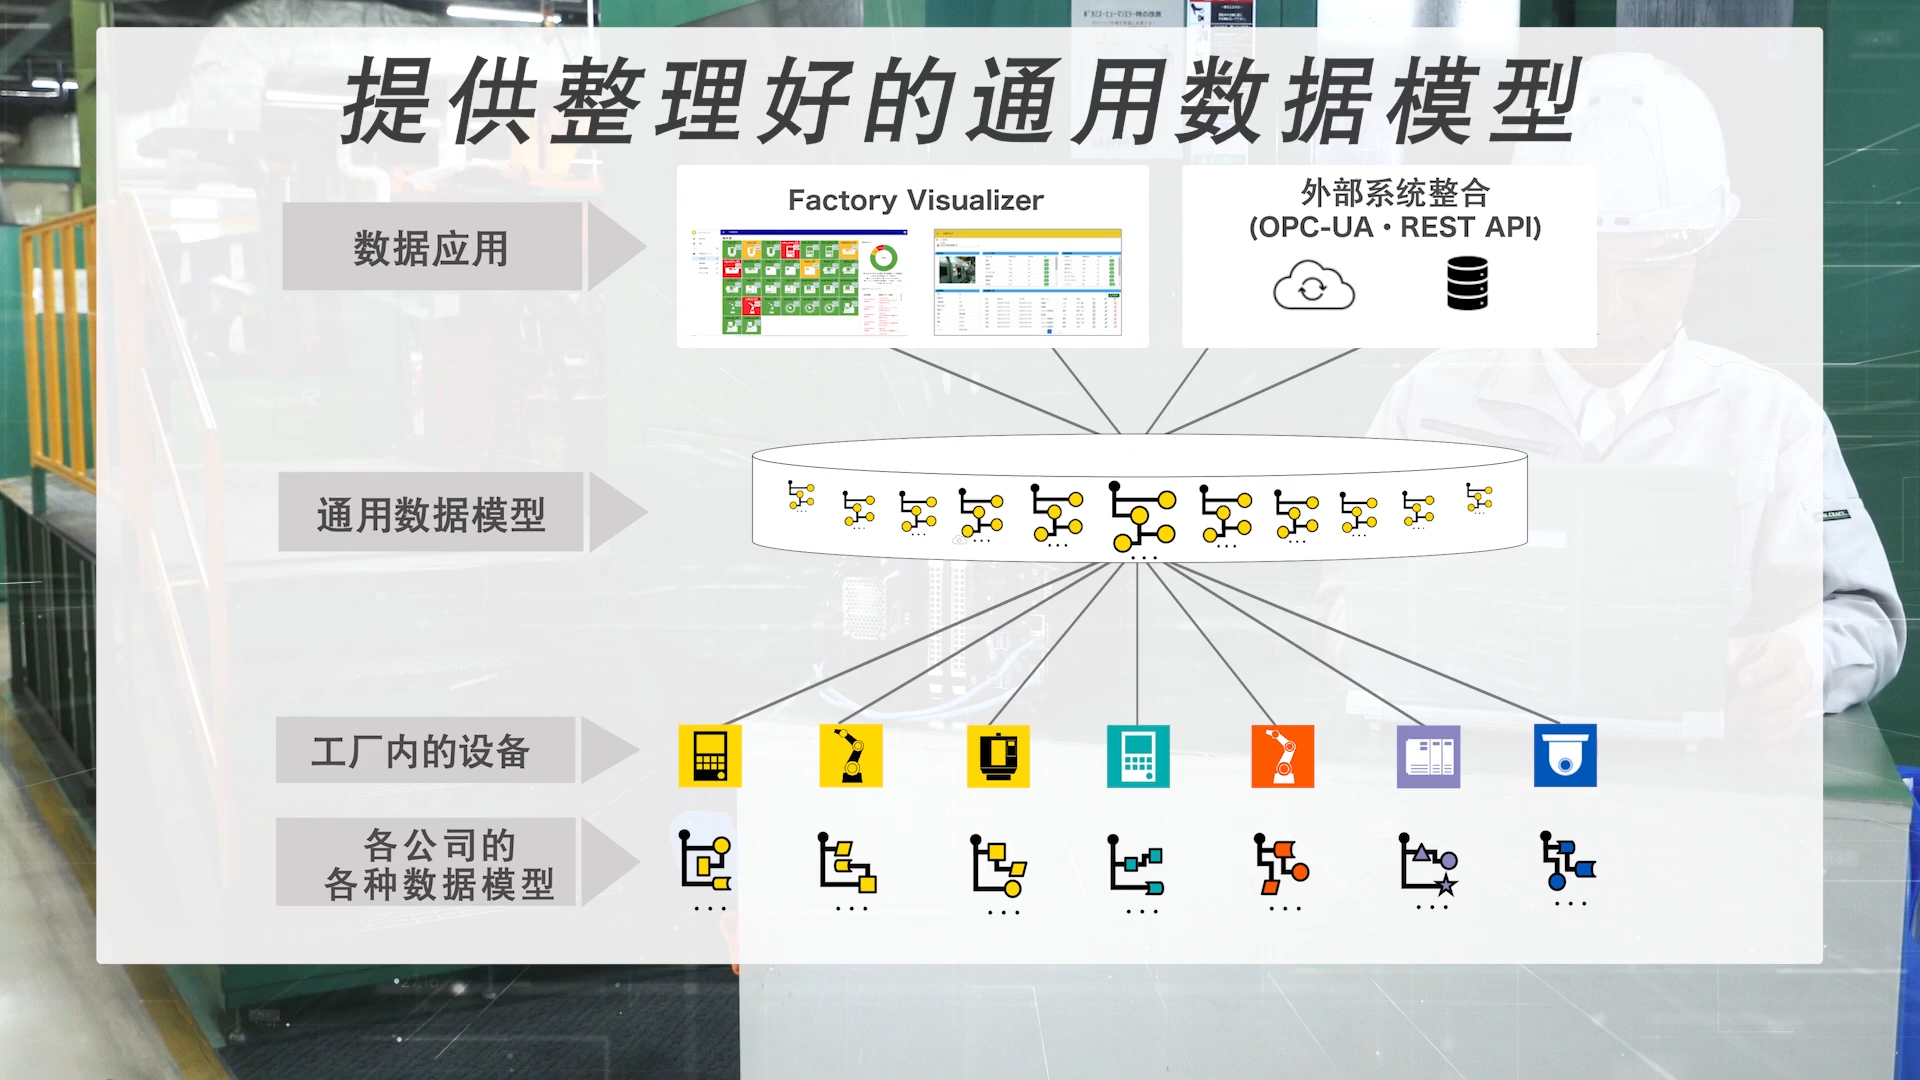 提供整理好的通用数据模型
数据应用
Factory Visualizer
外部系统整合
(OPC-UA・REST API)
通用数据模型
工厂内的设备
各公司的
各种数据模型